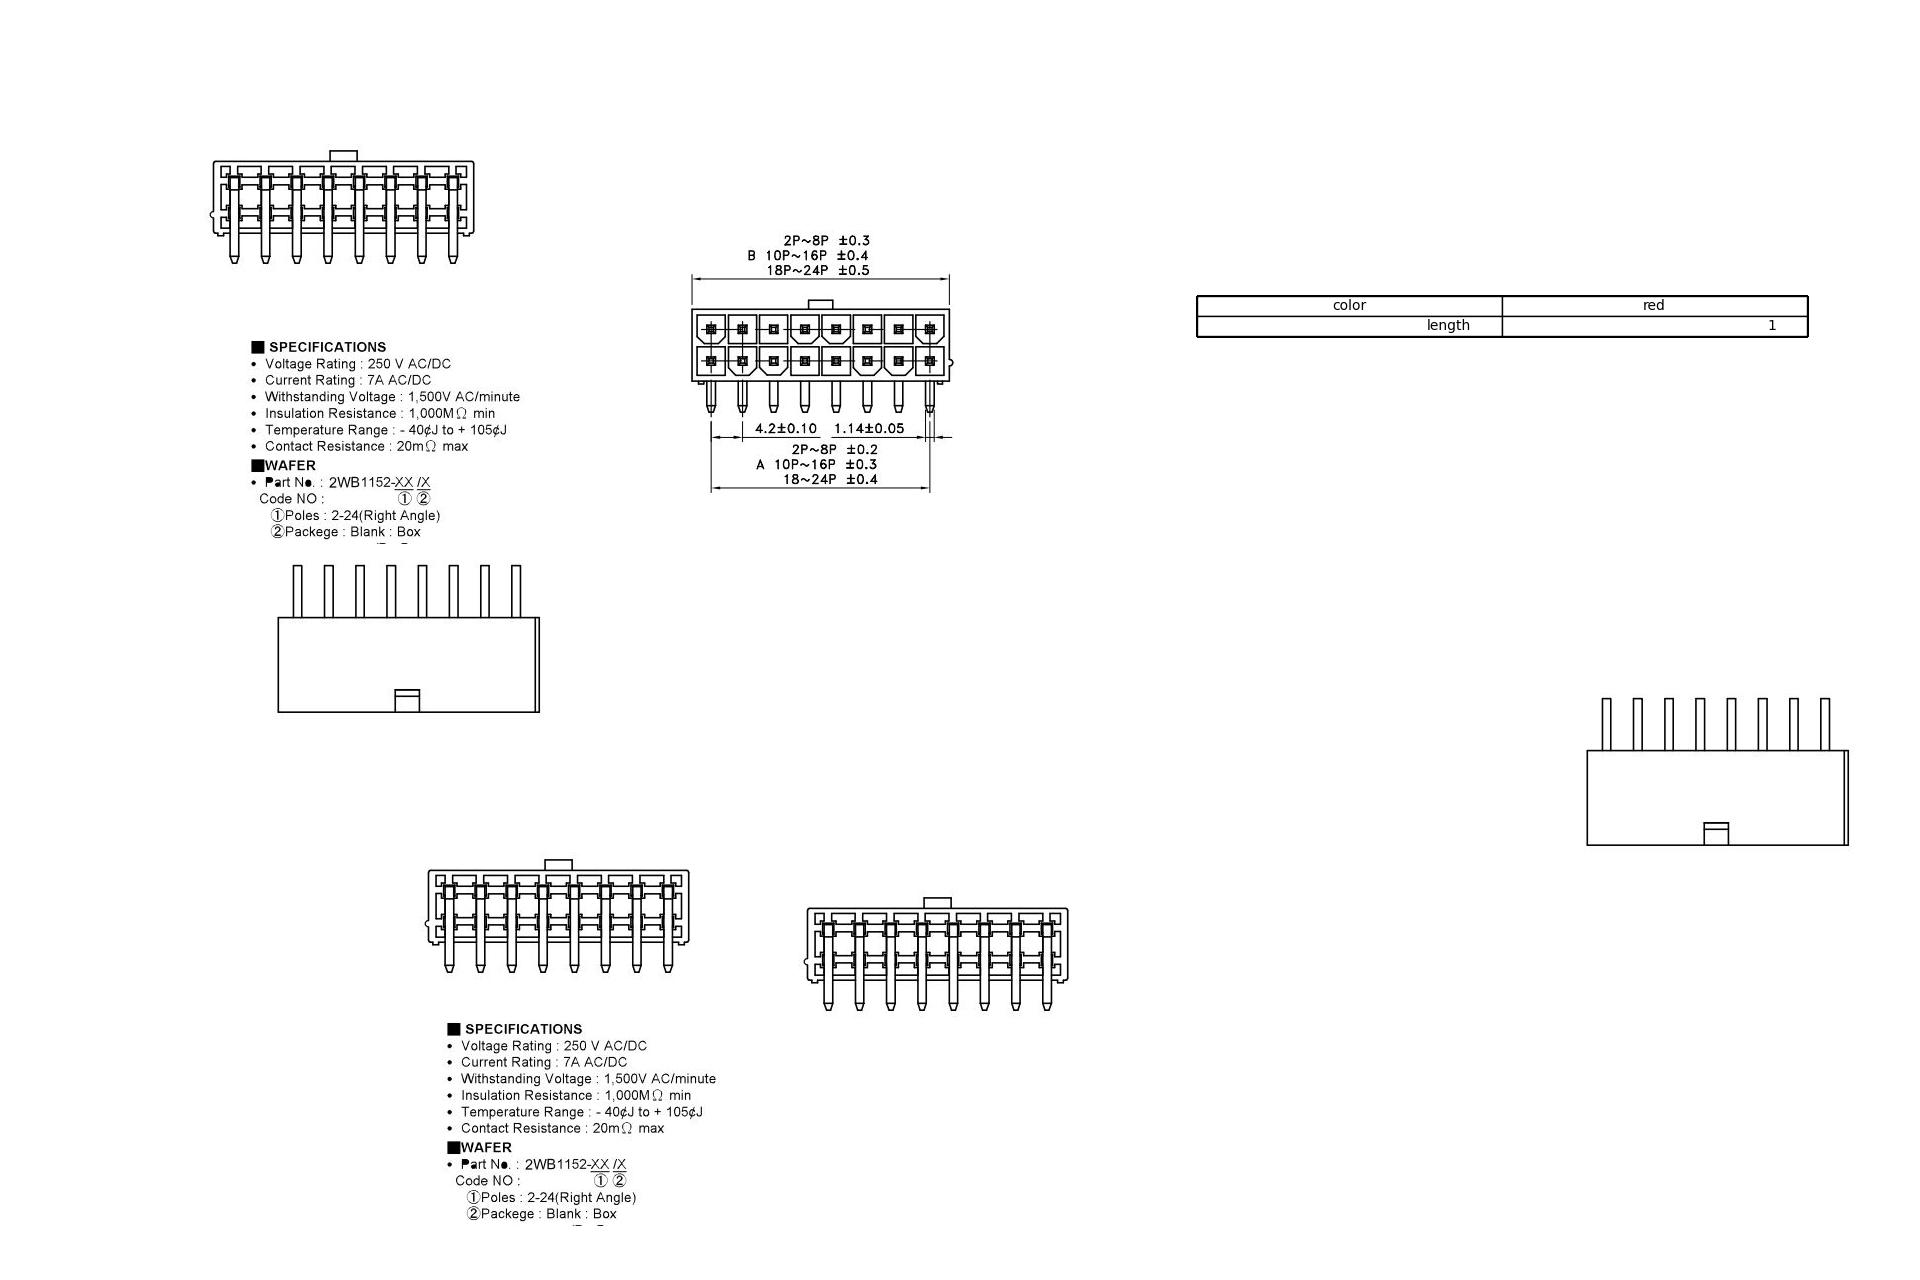 2P~8P ±0.3
B 10P~16P ±0.4
18P~24P ±0.5
color red
length 1
■ SPECIFICATIONS
• Voltage Rating : 250 V AC/DC
• Current Rating : 7A AC/DC
• Withstanding Voltage : 1,500V AC/minute
• Insulation Resistance : 1,000MΩ min
• Temperature Range : - 40¢J to + 105¢J
• Contact Resistance : 20mΩ max
■WAFER
• Part No. : 2WB1152-XX /X
Code NO : ① ②
①Poles : 2-24(Right Angle)
②Packege : Blank : Box
4.2±0.10 1.14±0.05
2P~8P ±0.2
A 10P~16P ±0.3
18~24P ±0.4
■ SPECIFICATIONS
• Voltage Rating : 250 V AC/DC
• Current Rating : 7A AC/DC
• Withstanding Voltage : 1,500V AC/minute
• Insulation Resistance : 1,000MΩ min
• Temperature Range : - 40¢J to + 105¢J
• Contact Resistance : 20mΩ max
■WAFER
• Part No. : 2WB1152-XX /X
Code NO : ① ②
①Poles : 2-24(Right Angle)
②Packege : Blank : Box